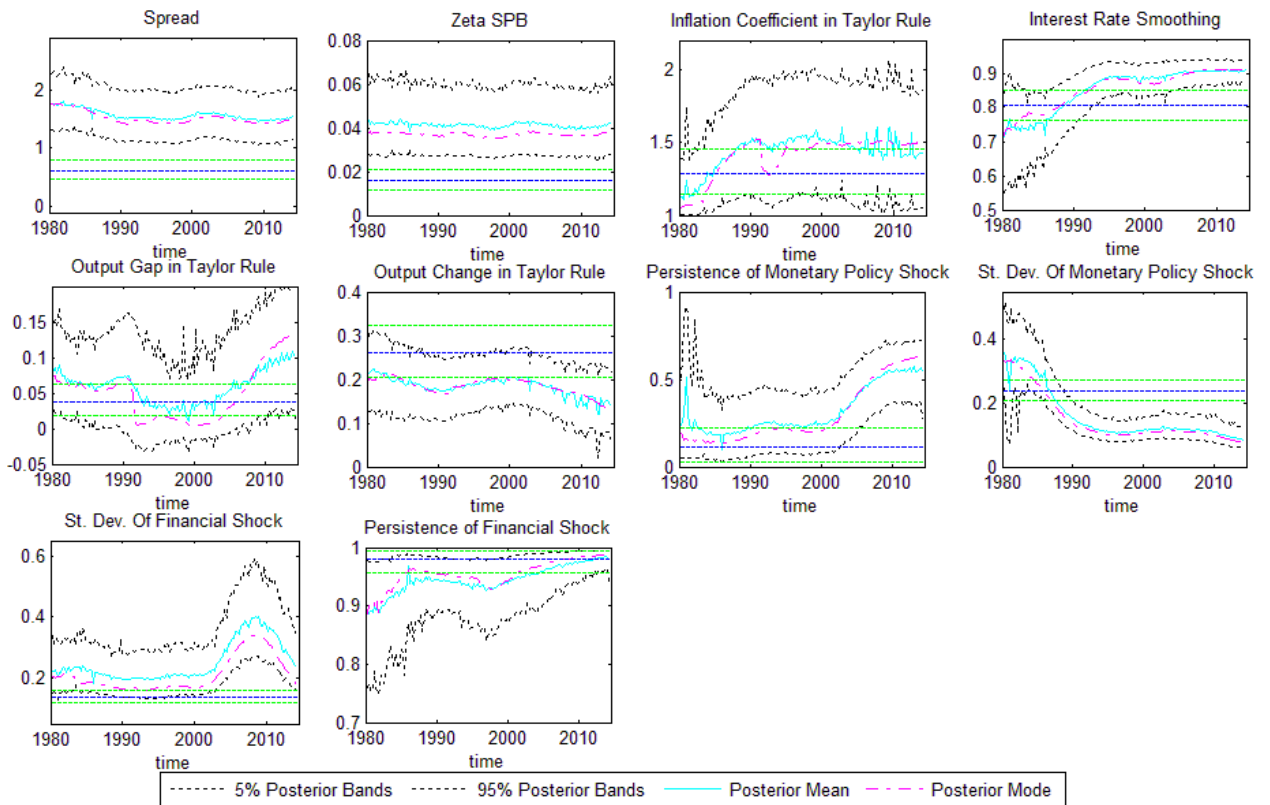 Spread
Zeta SPB
Inflation Coefficient in Taylor Rule
Interest Rate Smoothing
2
1
0
1980 1990 2000 2010
time
0.08
0.06
0.04
0.02
0
1980 1990 2000 2010
time
2
1.5
1
1980 1990 2000 2010
time
0.9
0.8
0.7
0.6
0.5
1980 1990 2000 2010
time
Output Gap in Taylor Rule
Output Change in Taylor Rule
Persistence of Monetary Policy Shock
St. Dev. Of Monetary Policy Shock
0.15
0.1
0.05
0
-0.05
1980 1990 2000 2010
time
0.4
0.3
0.2
0.1
0
1980 1990 2000 2010
time
1
0.5
0
1980 1990 2000 2010
time
0.4
0.2
0
1980 1990 2000 2010
time
St. Dev. Of Financial Shock
Persistence of Financial Shock
0.6
0.4
0.2
1980 1990 2000 2010
time
1
0.9
0.8
0.7
1980 1990 2000 2010
time
5% Posterior Bands 95% Posterior Bands Posterior Mean Posterior Mode